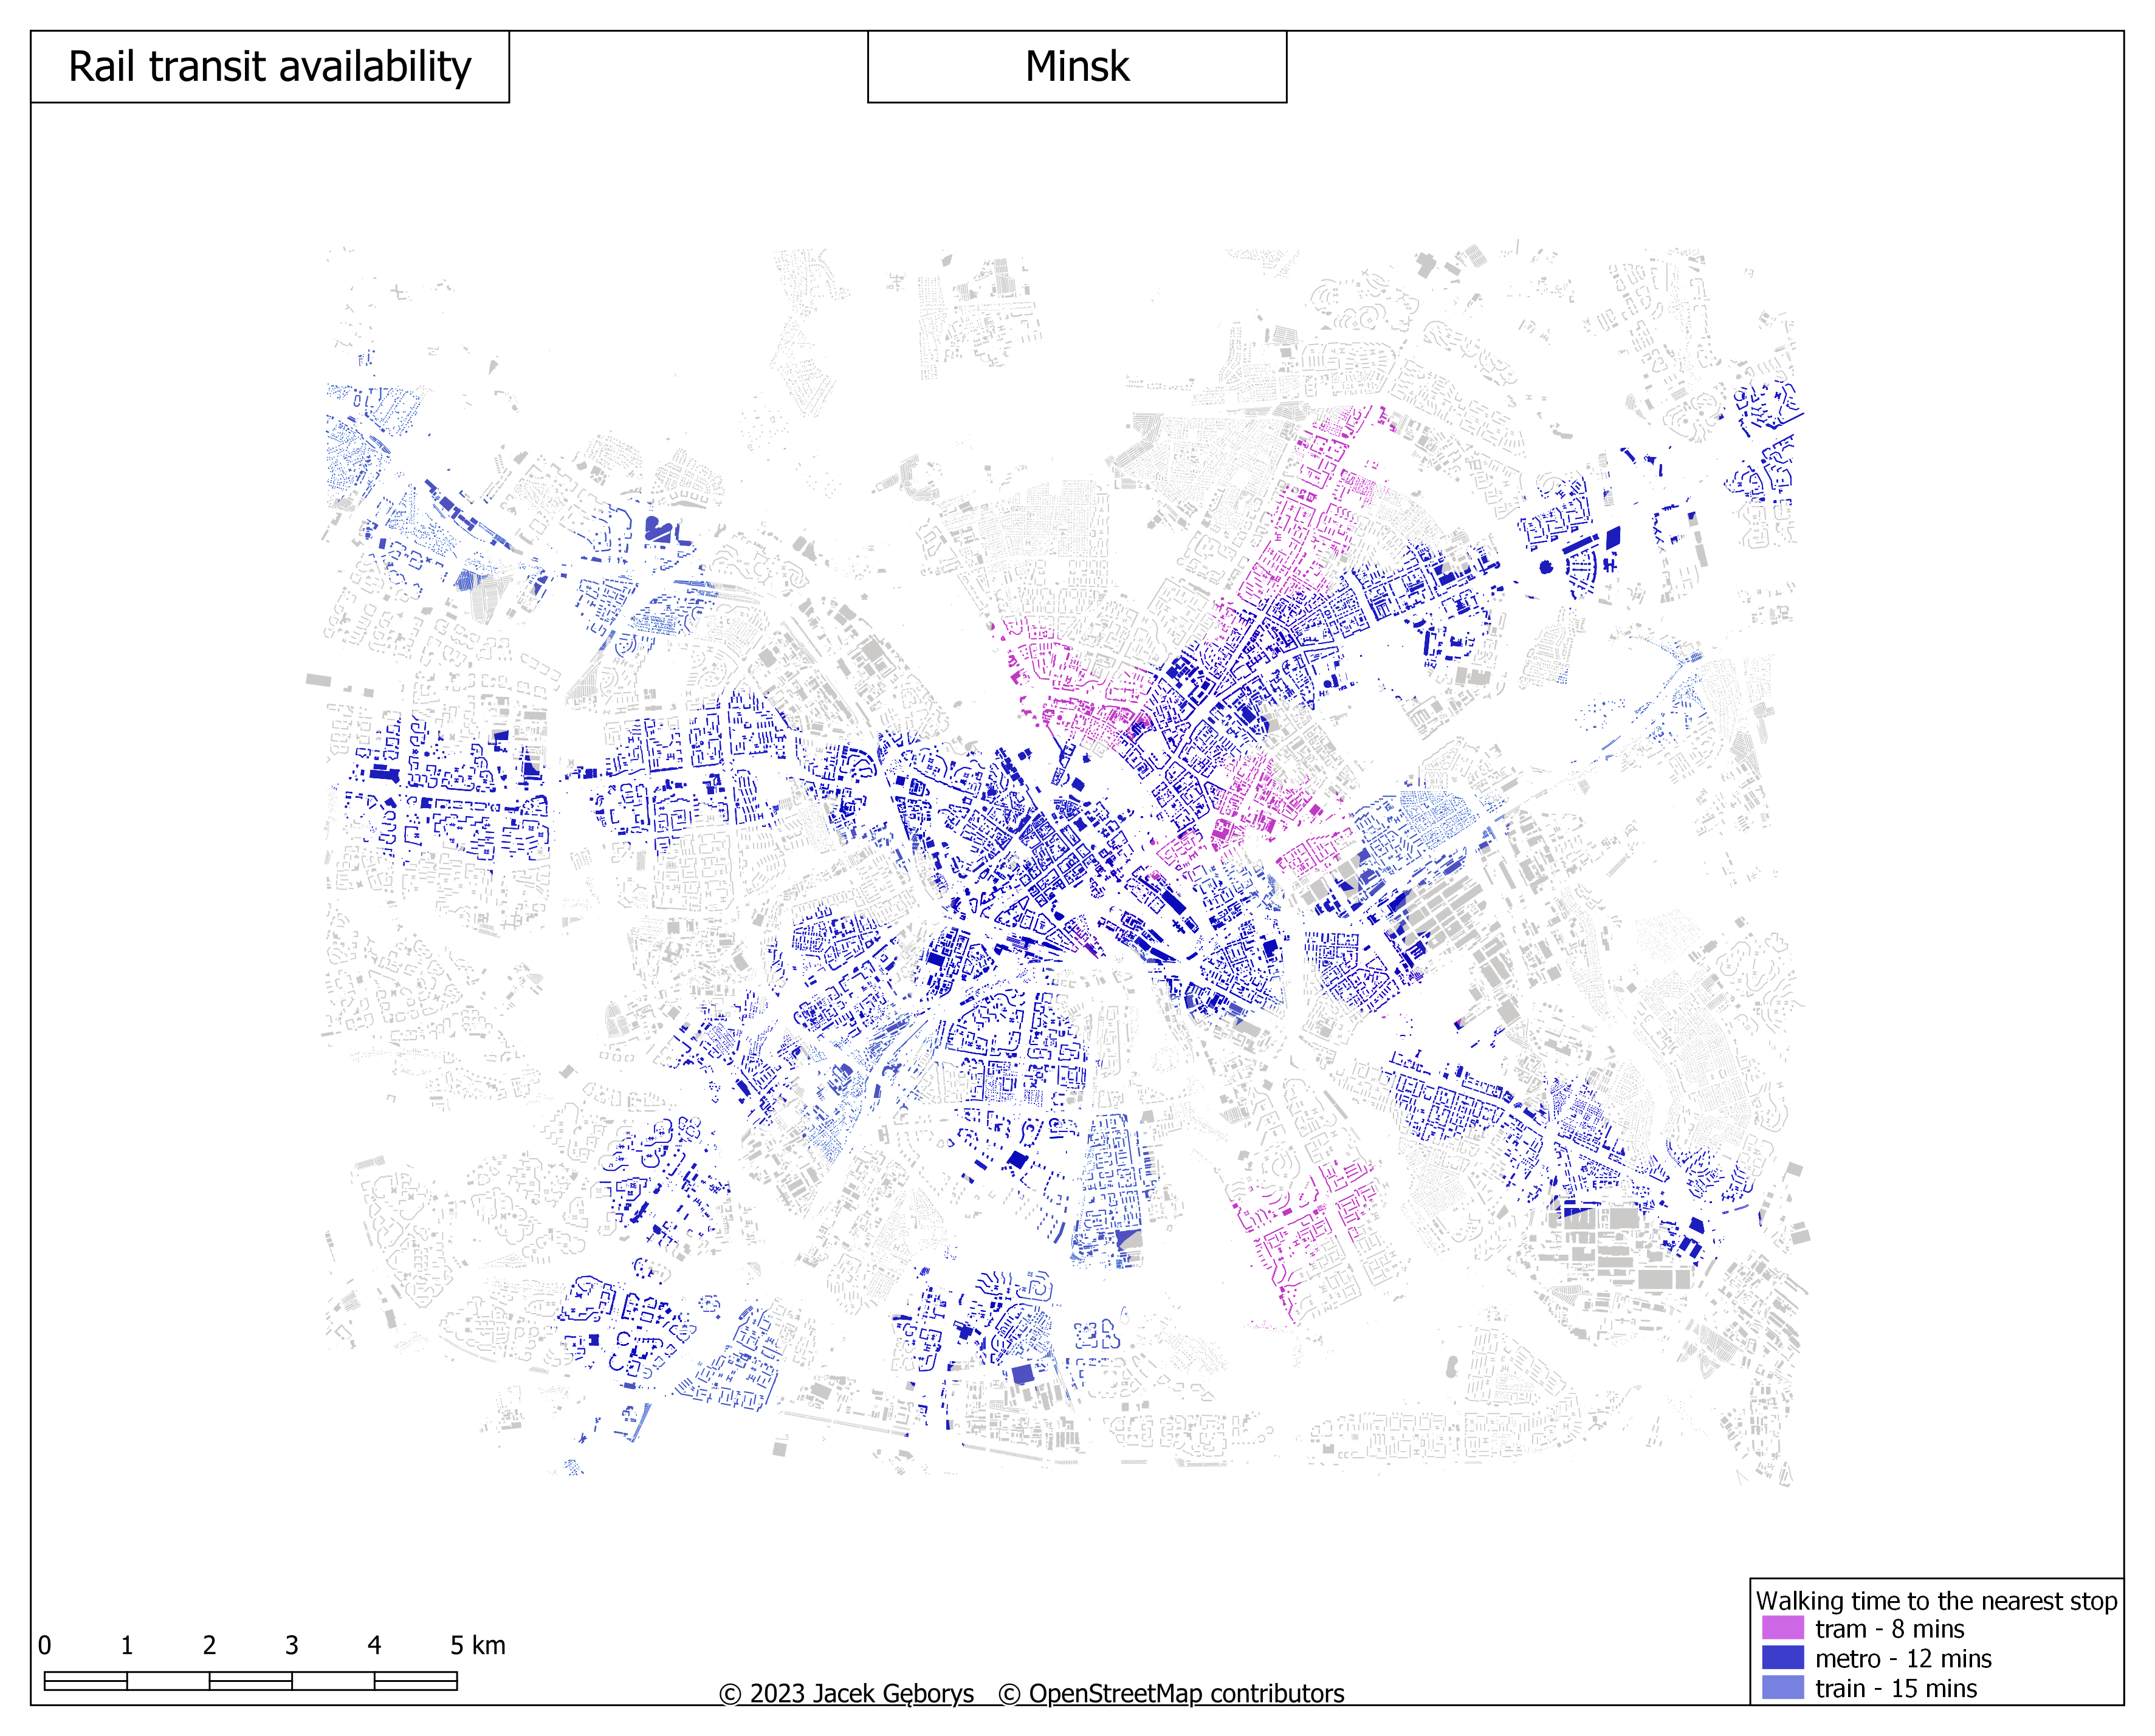 Rail transit availability
Minsk
Walking time to the nearest stop
tram - 8 mins
metro - 12 mins
train - 15 mins
0 1 2 3 4 5 km
© 2023 Jacek Gęborys © OpenStreetMap contributors